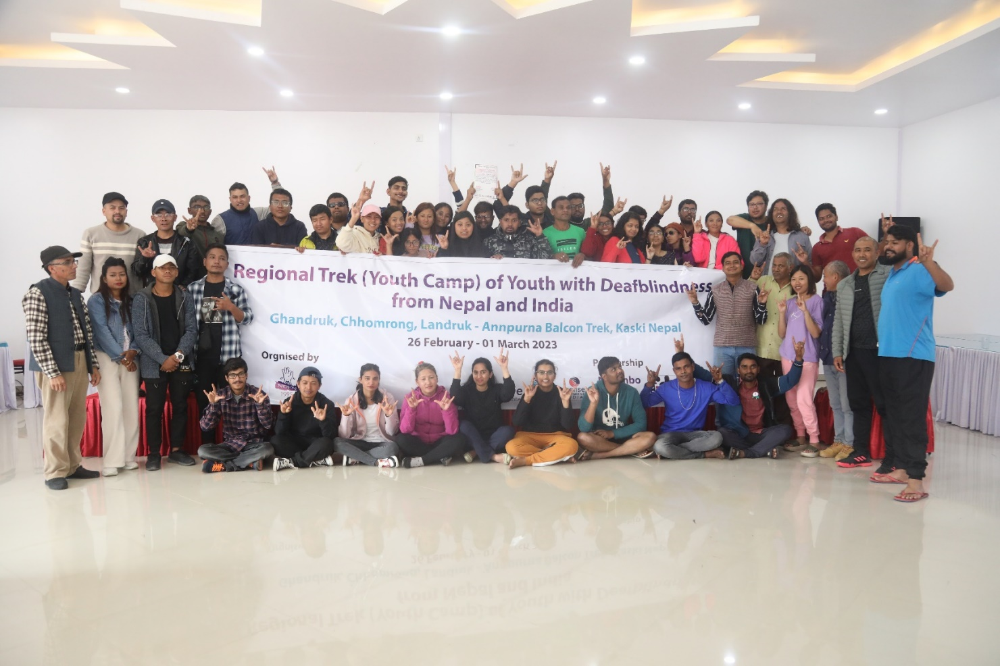 Regional Trek (Youth Camp) of Youth with Deafblindness
from Nepal and India
Ghandruk, Chhomrong, Landruk - Annpurna Balcon Trek, Kaski Nepal
26 February - 01 March 2023
Orgnised by
1995